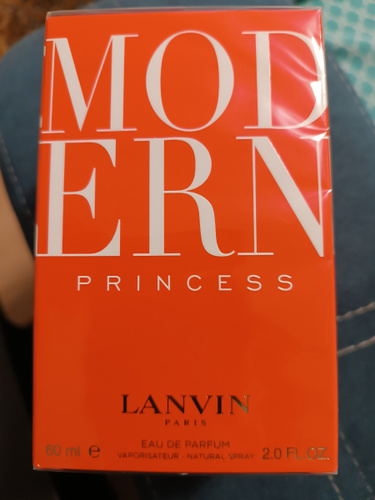 MOD
ERN
PRINCESS
LANVIN
PARIS
60 ml e EAU DE PARFUM
VAPORISATEUR · NATURAL SPRAY 2.0 FL.OZ.